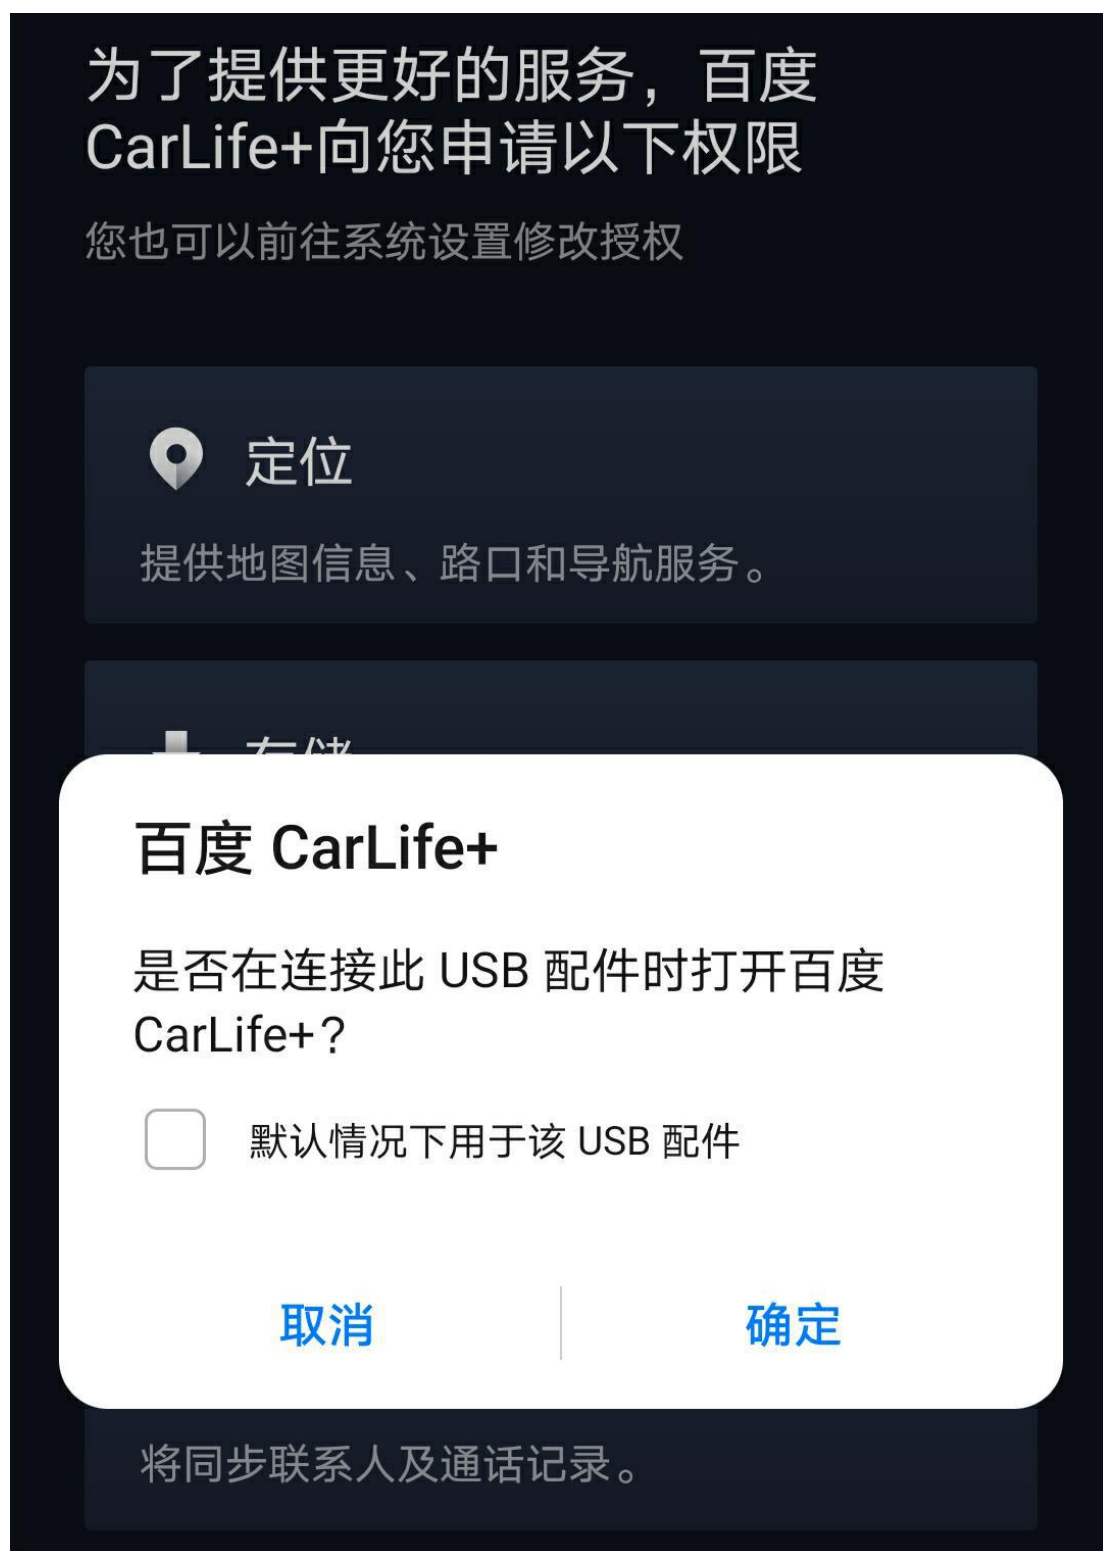 为了提供更好的服务，百度
CarLife+向您申请以下权限
您也可以前往系统设置修改授权
定位
提供地图信息、路口和导航服务。
存储
百度 CarLife+
是否在连接此 USB 配件时打开百度
CarLife+？
默认情况下用于该 USB 配件
取消
确定
将同步联系人及通话记录。